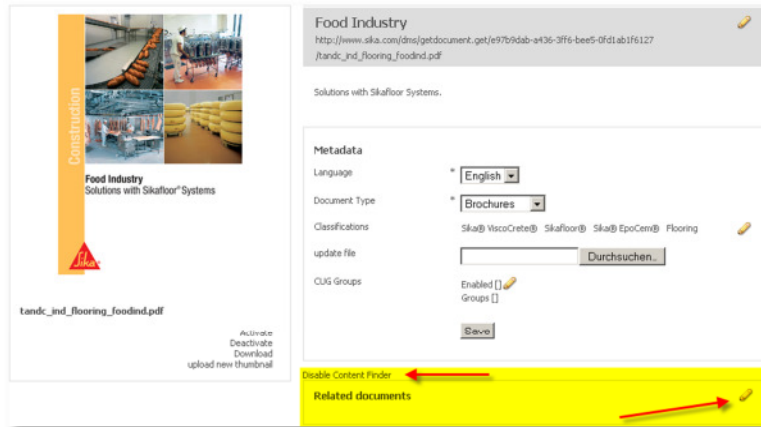 Construction
Food Industry
Solutions with Sikafloor® Systems
Sika®
tandc_ind_flooring_foodind.pdf
Activate
Deactivate
Download
upload new thumbnail
Food Industry
http://www.sika.com/dms/getdocument.get/e97b9dab-a436-3ff6-bee5-0fd1ab1f6127
/tandc_ind_flooring_foodind.pdf
Solutions with Sikafloor Systems.
Metadata
Language * English
Document Type * Brochures
Classifications Sika® ViscoCrete® Sikafloor® Sika® EpoCem® Flooring
update file Durchsuchen...
CUG Groups Enabled []
Groups []
Save
Disable Content Finder
Related documents